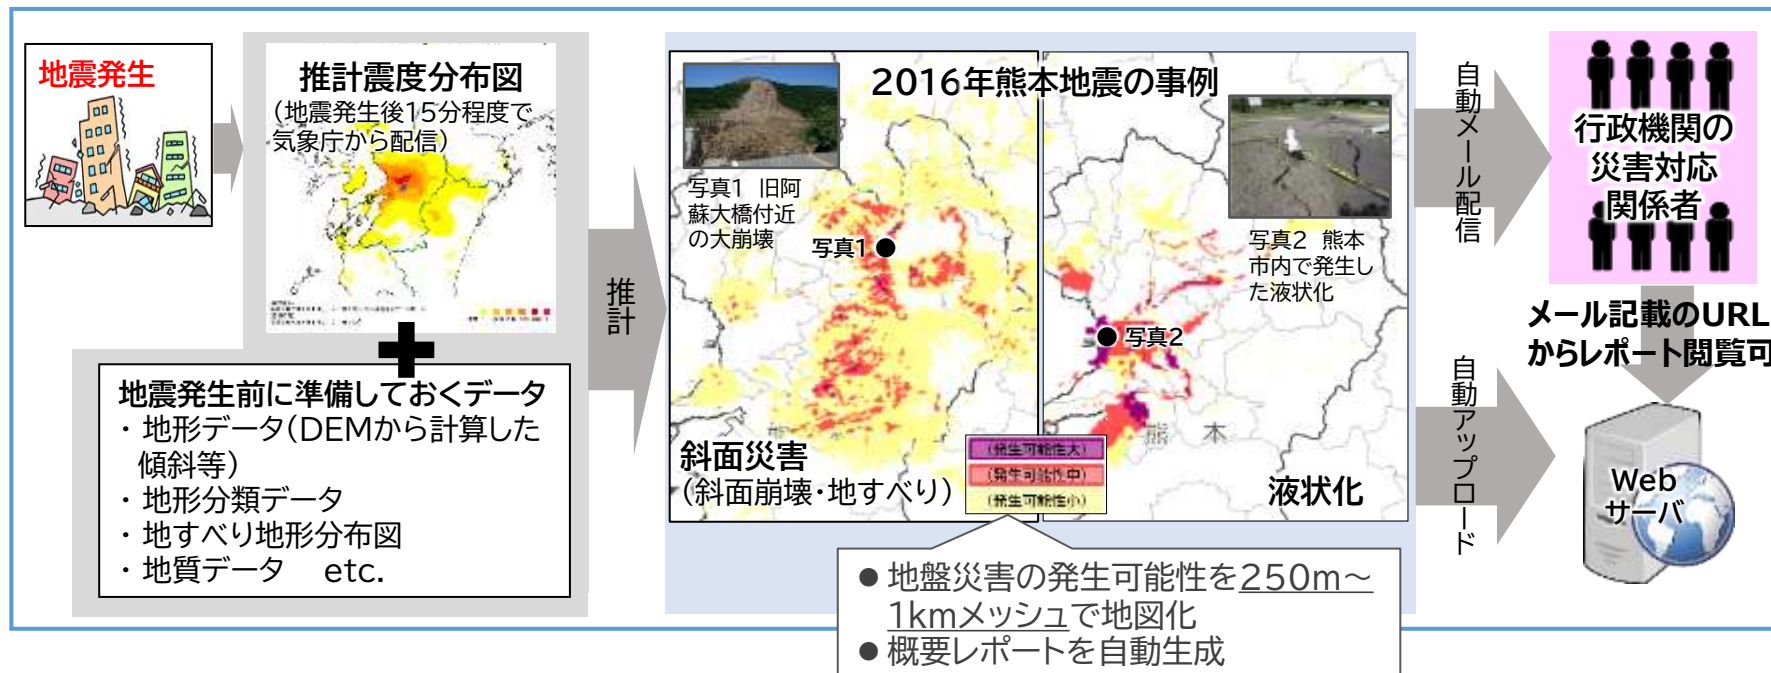 地震発生
推計震度分布図
(地震発生後15分程度で
気象庁から配信)
地震発生前に準備しておくデータ
・地形データ(DEMから計算した
傾斜等)
・地形分類データ
・地すべり地形分布図
・地質データ etc.
推計
2016年熊本地震の事例
写真1 旧阿
蘇大橋付近
の大崩壊
写真1
斜面災害
(斜面崩壊・地すべり)
(発生可能性大)
(発生可能性中)
(発生可能性小)
写真2 熊本
市内で発生し
た液状化
写真2
熊 本
液状化
●地盤災害の発生可能性を250m～
1kmメッシュで地図化
●概要レポートを自動生成
自動メール配信
自動アップロード
行政機関の
災害対応
関係者
メール記載のURL
からレポート閲覧可
Web
サーバ